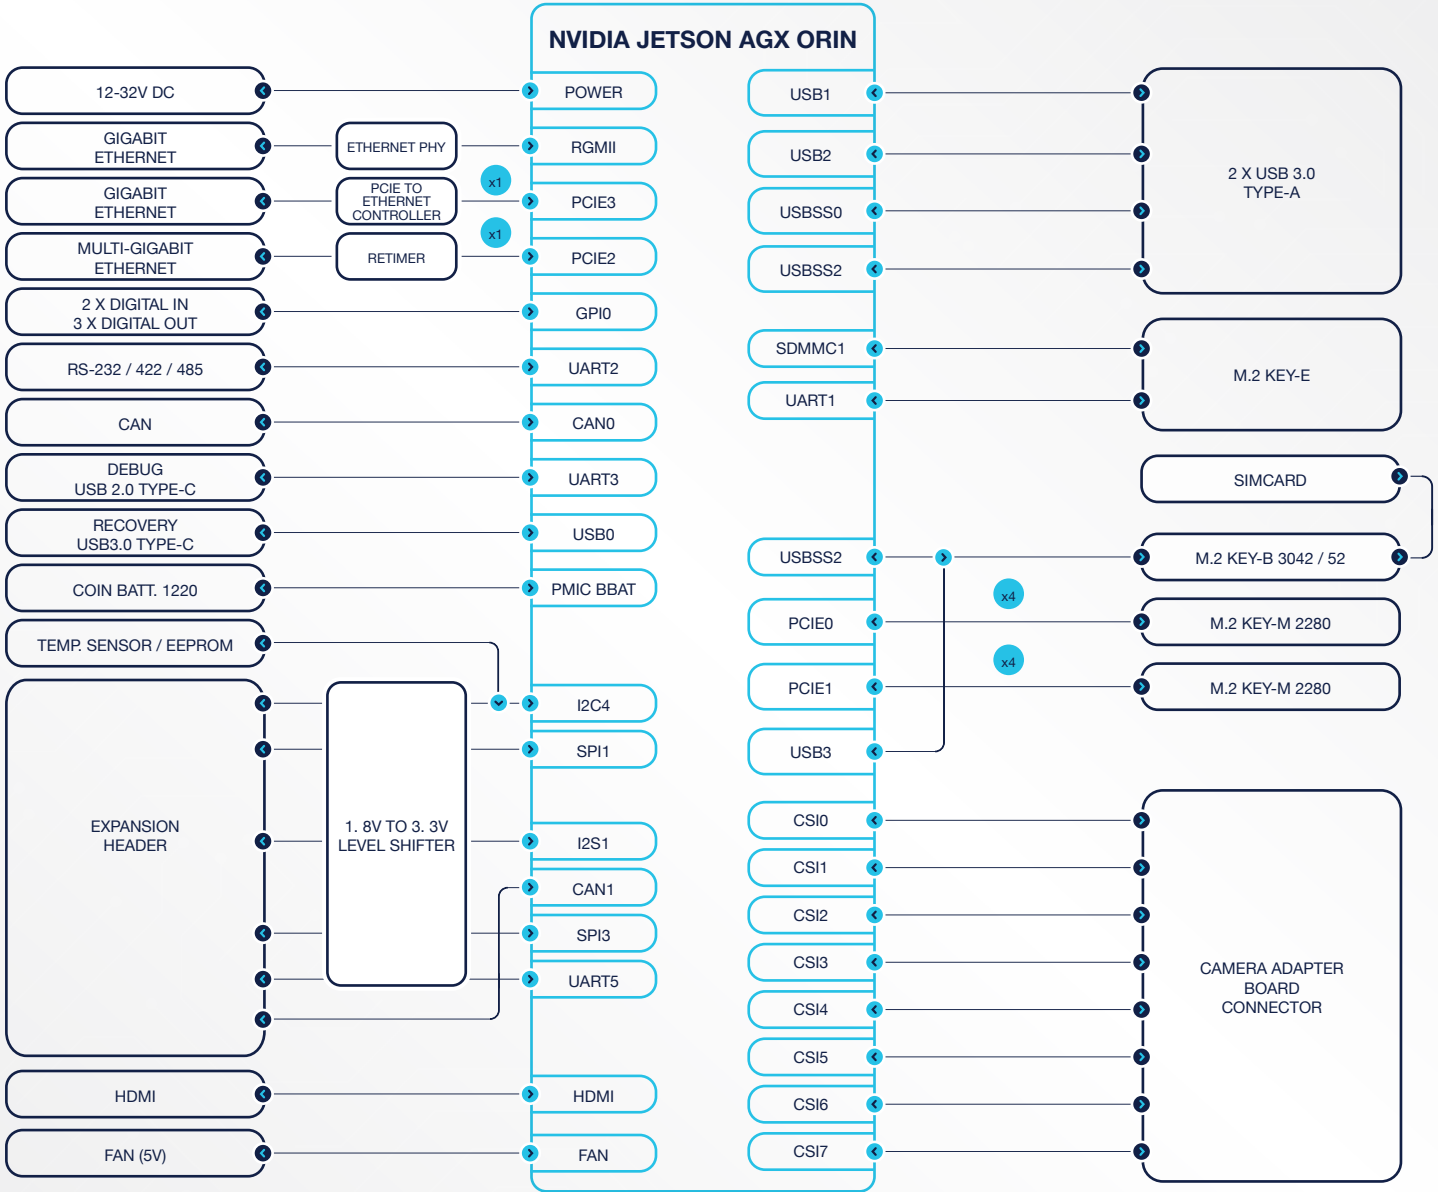 NVIDIA JETSON AGX ORIN
12-32V DC
POWER
GIGABIT
ETHERNET
ETHERNET PHY
RGMII
GIGABIT
ETHERNET
PCIE TO
ETHERNET
CONTROLLER
x1
PCIE3
MULTI-GIGABIT
ETHERNET
RETIMER
x1
PCIE2
2 X DIGITAL IN
3 X DIGITAL OUT
GPI0
RS-232 / 422 / 485
UART2
CAN
CAN0
DEBUG
USB 2.0 TYPE-C
UART3
RECOVERY
USB3.0 TYPE-C
USB0
COIN BATT. 1220
PMIC BBAT
TEMP. SENSOR / EEPROM
EXPANSION
HEADER
1. 8V TO 3. 3V
LEVEL SHIFTER
I2C4
SPI1
I2S1
CAN1
SPI3
UART5
HDMI
HDMI
FAN (5V)
FAN
USB1
USB2
USBSS0
USBSS2
2 X USB 3.0
TYPE-A
SDMMC1
UART1
M.2 KEY-E
SIMCARD
USBSS2
M.2 KEY-B 3042 / 52
x4
PCIE0
M.2 KEY-M 2280
x4
PCIE1
M.2 KEY-M 2280
USB3
CSI0
CSI1
CSI2
CSI3
CSI4
CSI5
CSI6
CSI7
CAMERA ADAPTER
BOARD
CONNECTOR